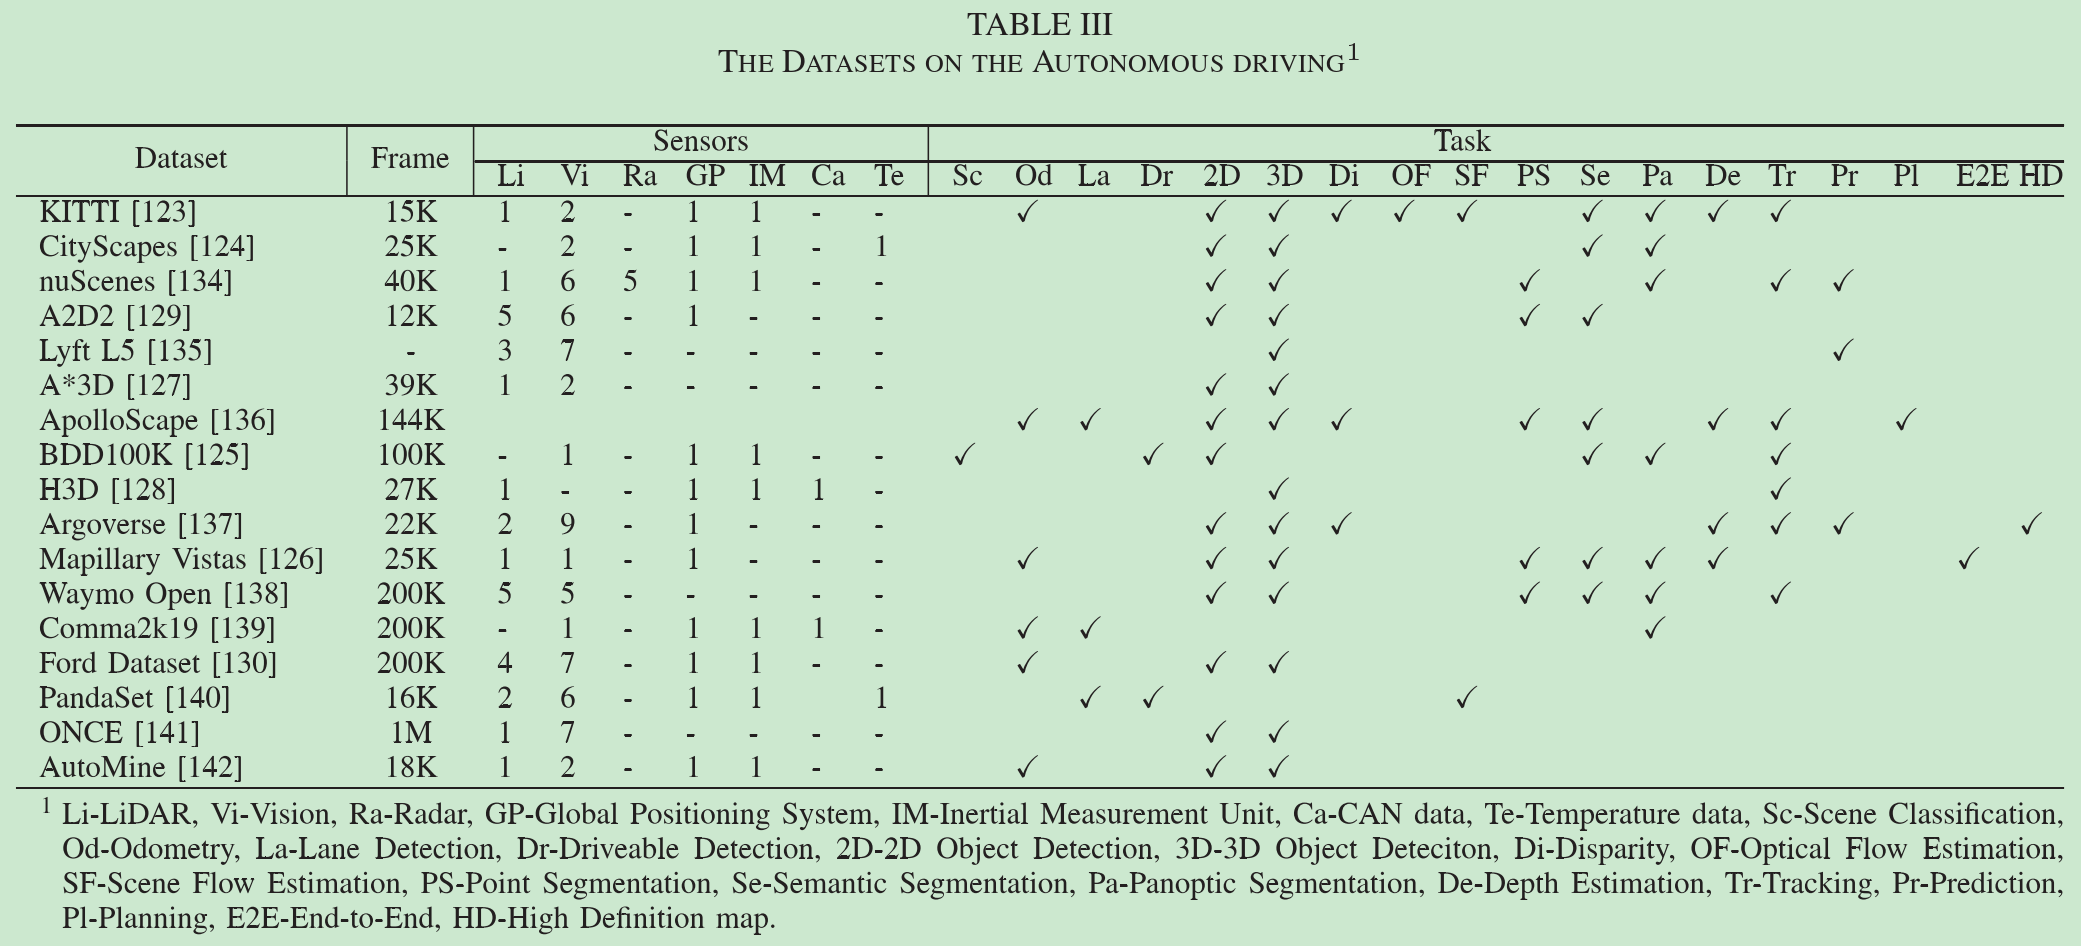 TABLE III
THE DATASETS ON THE AUTONOMOUS DRIVING1
Dataset Frame Sensors Task
Li Vi Ra GP IM Ca Te Sc Od La Dr 2D 3D Di OF SF PS Se Pa De Tr Pr Pl E2E HD
KITTI [123] 15K 1 2 - 1 1 - - ✓ ✓ ✓ ✓ ✓ ✓ ✓ ✓ ✓ ✓
CityScapes [124] 25K - 2 - 1 1 - 1 ✓ ✓ ✓ ✓
nuScenes [134] 40K 1 6 5 1 1 - - ✓ ✓ ✓ ✓ ✓ ✓
A2D2 [129] 12K 5 6 - 1 - - - ✓ ✓ ✓ ✓
Lyft L5 [135] - 3 7 - - - - - ✓ ✓
A*3D [127] 39K 1 2 - - - - - ✓ ✓
ApolloScape [136] 144K ✓ ✓ ✓ ✓ ✓ ✓ ✓ ✓ ✓ ✓
BDD100K [125] 100K - 1 - 1 1 - - ✓ ✓ ✓ ✓ ✓ ✓
H3D [128] 27K 1 - - 1 1 1 - ✓ ✓
Argoverse [137] 22K 2 9 - 1 - - - ✓ ✓ ✓ ✓ ✓ ✓ ✓
Mapillary Vistas [126] 25K 1 1 - 1 - - - ✓ ✓ ✓ ✓ ✓ ✓ ✓ ✓
Waymo Open [138] 200K 5 5 - - - - - ✓ ✓ ✓ ✓ ✓ ✓
Comma2k19 [139] 200K - 1 - 1 1 1 - ✓ ✓ ✓
Ford Dataset [130] 200K 4 7 - 1 1 - - ✓ ✓ ✓
PandaSet [140] 16K 2 6 - 1 1 1 ✓ ✓ ✓
ONCE [141] 1M 1 7 - - - - - ✓ ✓
AutoMine [142] 18K 1 2 - 1 1 - - ✓ ✓ ✓
1 Li-LiDAR, Vi-Vision, Ra-Radar, GP-Global Positioning System, IM-Inertial Measurement Unit, Ca-CAN data, Te-Temperature data, Sc-Scene Classification,
Od-Odometry, La-Lane Detection, Dr-Driveable Detection, 2D-2D Object Detection, 3D-3D Object Deteciton, Di-Disparity, OF-Optical Flow Estimation,
SF-Scene Flow Estimation, PS-Point Segmentation, Se-Semantic Segmentation, Pa-Panoptic Segmentation, De-Depth Estimation, Tr-Tracking, Pr-Prediction,
Pl-Planning, E2E-End-to-End, HD-High Definition map.